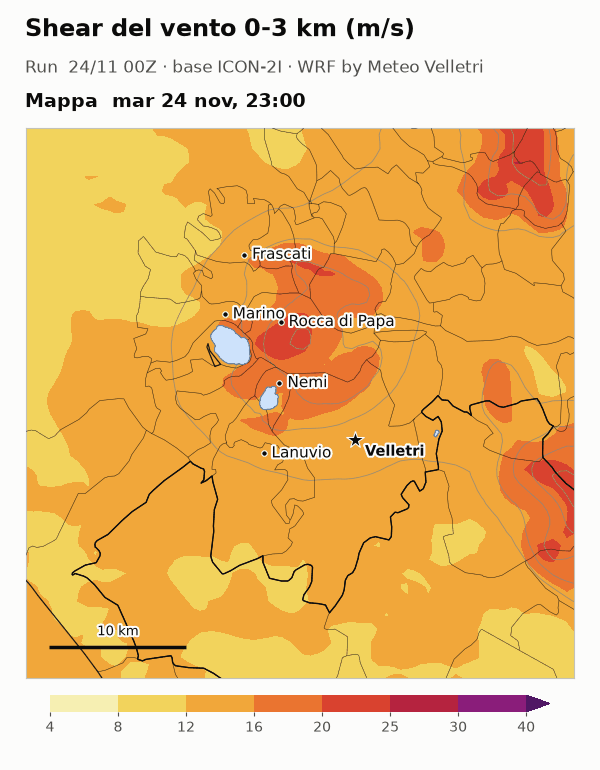 Shear del vento 0-3 km (m/s)
Run  24/11 00Z · base ICON-2I · WRF by Meteo Velletri
Mappa  mar 24 nov, 23:00
Frascati
Marino
Rocca di Papa
Nemi
Velletri
Lanuvio
10 km
4 8 12 16 20 25 30 40